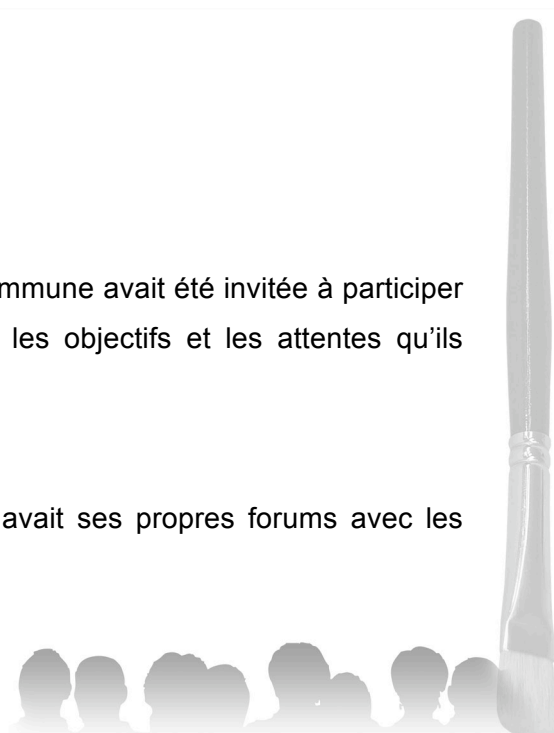 mmune avait été invitée à participer
les objectifs et les attentes qu’ils
avait ses propres forums avec les